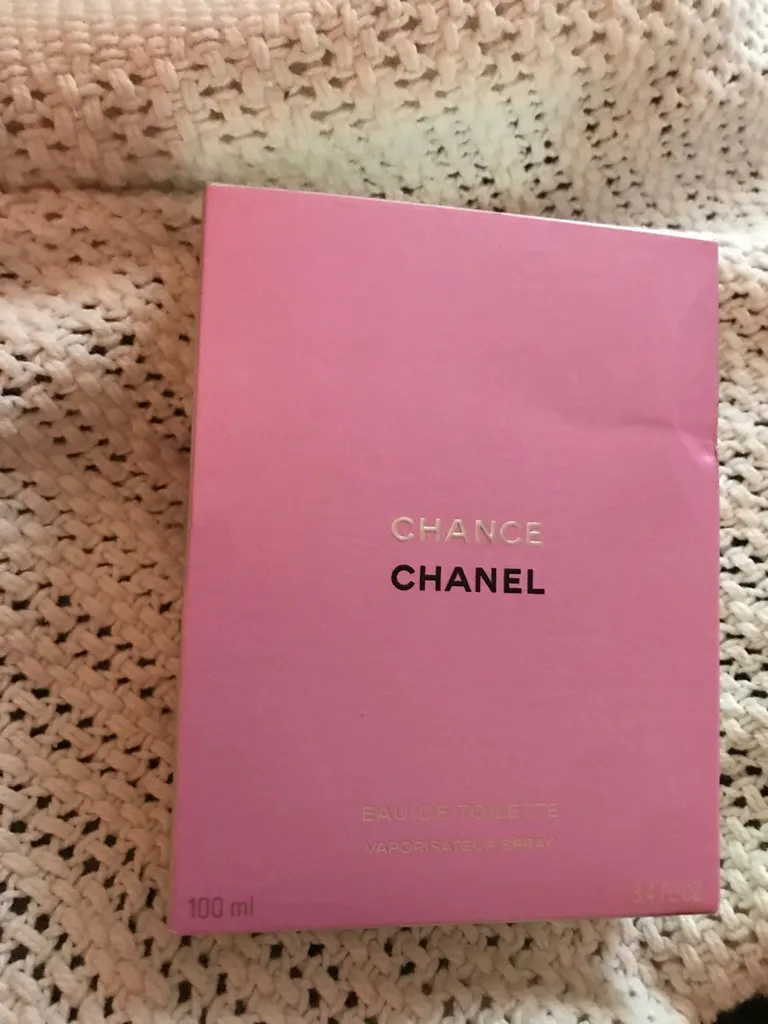 CHANCE
CHANEL
EAU DE TOILETTE
VAPORISATEUR SPRAY
100 ml
3.4 FL.OZ